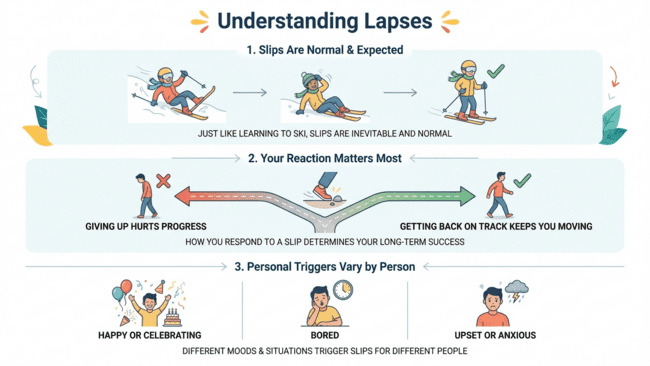 Understanding Lapses
1. Slips Are Normal & Expected
JUST LIKE LEARNING TO SKI, SLIPS ARE INEVITABLE AND NORMAL
2. Your Reaction Matters Most
GIVING UP HURTS PROGRESS
GETTING BACK ON TRACK KEEPS YOU MOVING
HOW YOU RESPOND TO A SLIP DETERMINES YOUR LONG-TERM SUCCESS
3. Personal Triggers Vary by Person
HAPPY OR CELEBRATING
BORED
UPSET OR ANXIOUS
DIFFERENT MOODS & SITUATIONS TRIGGER SLIPS FOR DIFFERENT PEOPLE